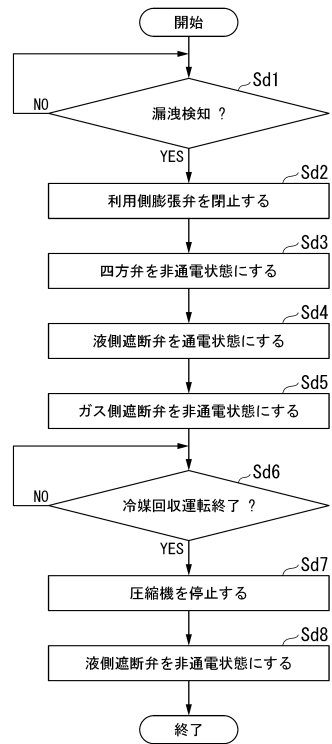 開始
Sd1
漏洩検知 ?
NO
YES
Sd2
利用側膨張弁を閉止する
Sd3
四方弁を非通電状態にする
Sd4
液側遮断弁を通電状態にする
Sd5
ガス側遮断弁を非通電状態にする
Sd6
冷媒回収運転終了 ?
NO
YES
Sd7
圧縮機を停止する
Sd8
液側遮断弁を非通電状態にする
終了